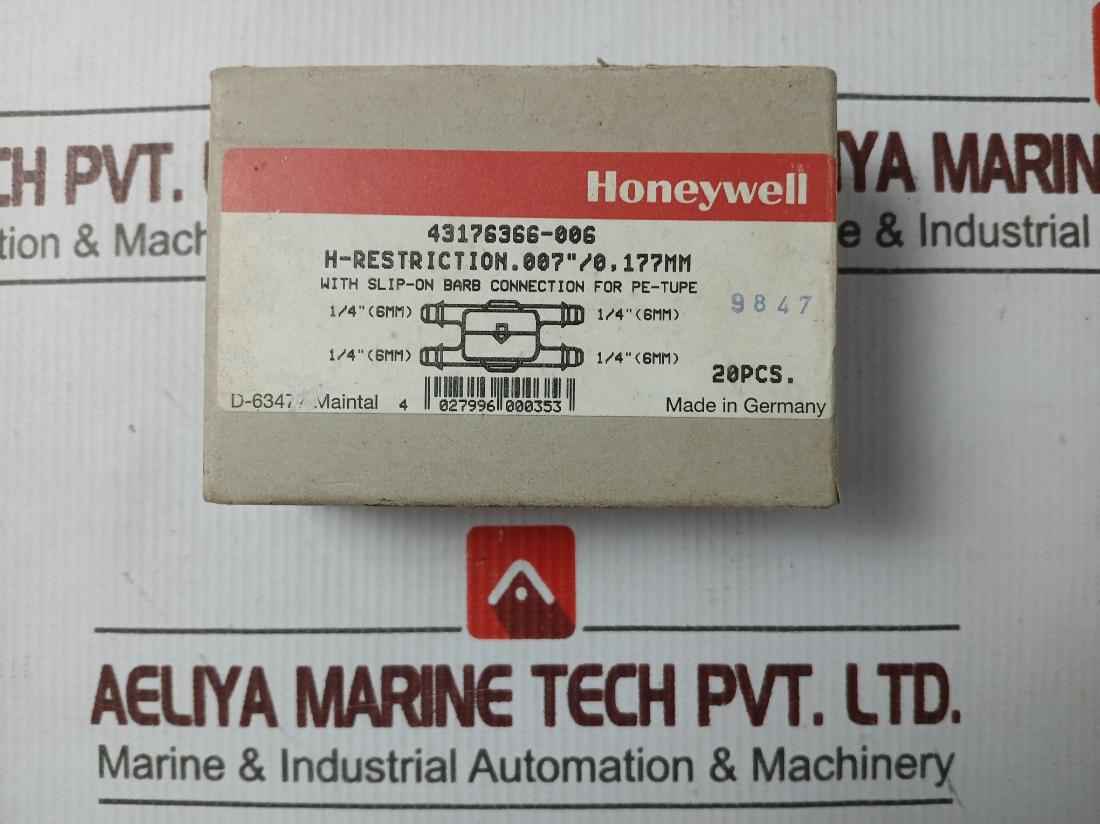 CH PVT.
IYA MARIN
tion & Mach
e & Industrial
Honeywell
43176366-006
H-RESTRICTION.007"/0,177MM
WITH SLIP-ON BARB CONNECTION FOR PE-TUPE
1/4"(6MM) 1/4"(6MM)
9847
1/4"(6MM) 1/4"(6MM)
20PCS.
D-6347 Maintal
4 027996 000353
Made in Germany
AELIYA MARINE TECH PVT. LTD.
Marine & Industrial Automation & Machinery